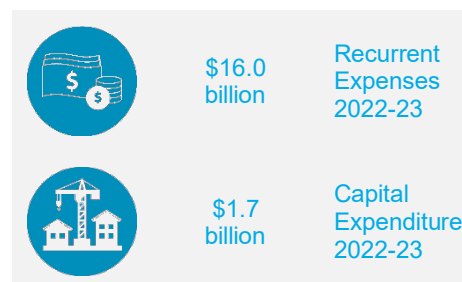 $
$
$16.0
billion
Recurrent
Expenses
2022-23
$1.7
billion
Capital
Expenditure
2022-23